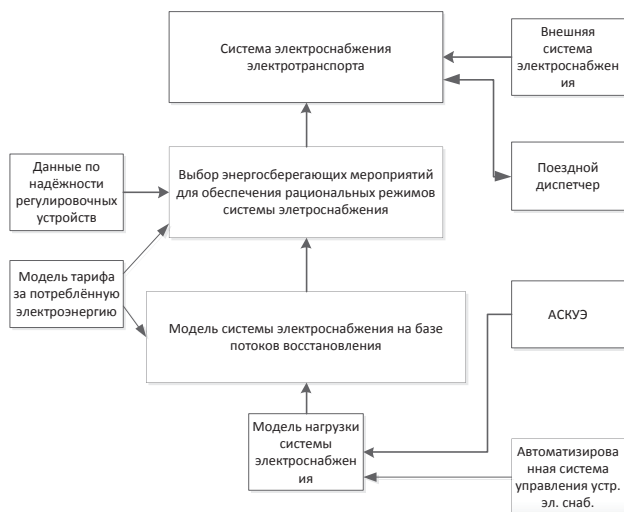 Система электроснабжения
электротранспорта
Внешняя
система
электроснабжен
ия
Данные по
надёжности
регулировочных
устройств
Выбор энергосберегающих мероприятий
для обеспечения рациональных режимов
системы элетроснабжения
Поездной
диспетчер
Модель тарифа
за потреблённую
электроэнергию
Модель системы электроснабжения на базе
потоков восстановления
АСКУЭ
Модель нагрузки
системы
электроснабжен
ия
Автоматизирова
нная система
управления устр.
эл. снаб.